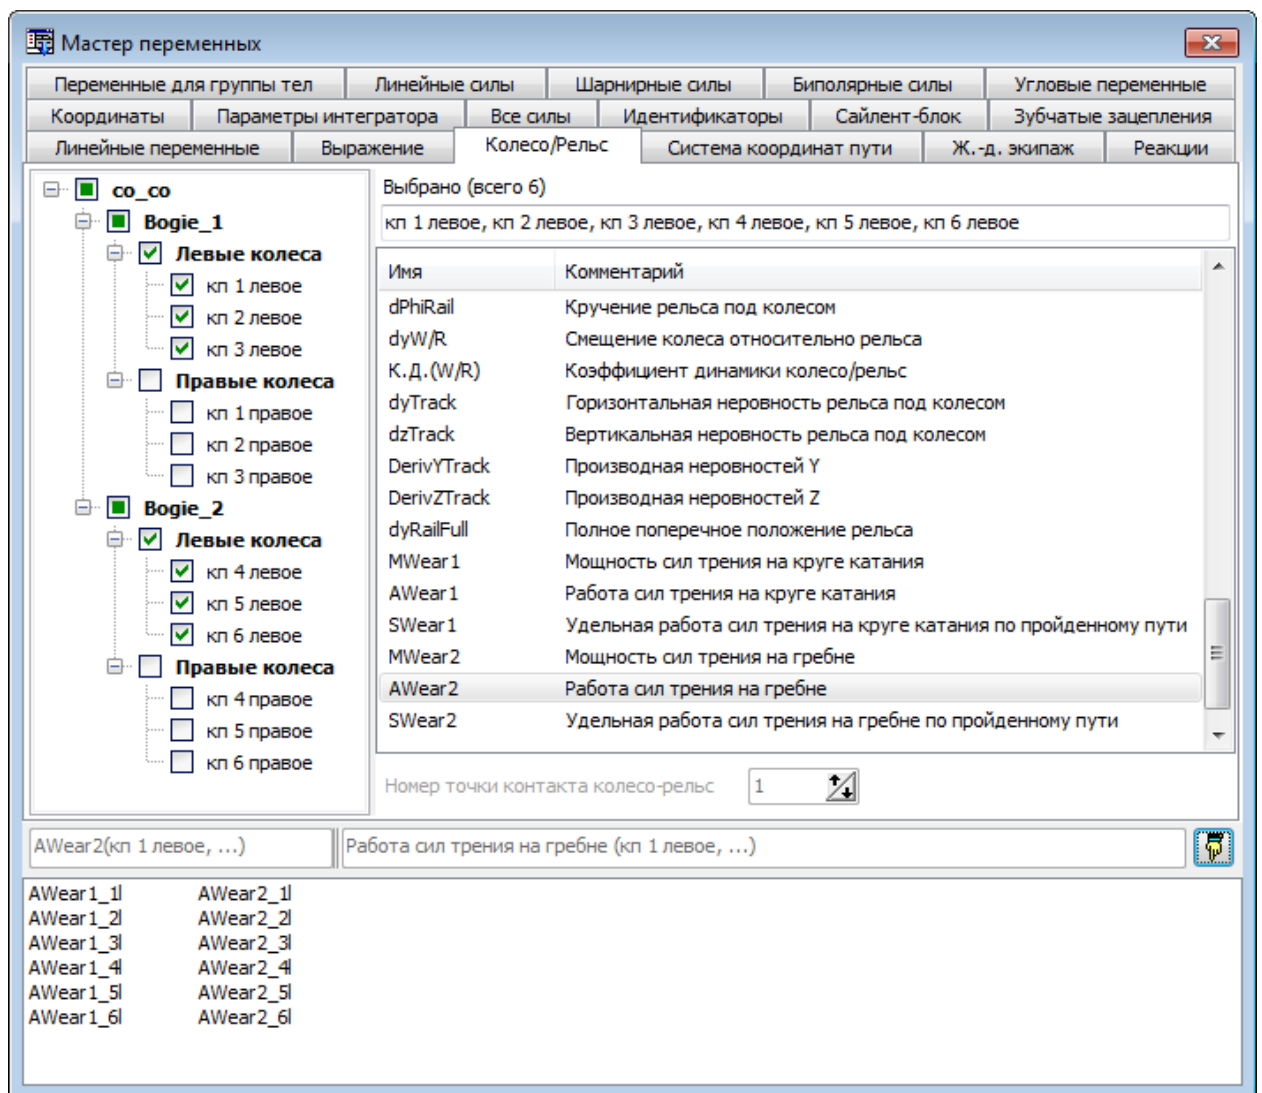 Мастер переменных
Переменные для группы тел Линейные силы Шарнирные силы Биполярные силы Угловые переменные
Координаты Параметры интегратора Все силы Идентификаторы Сайлент-блок Зубчатые зацепления
Линейные переменные Выражение Колесо/Рельс Система координат пути Ж.-д. экипаж Реакции
co_co
Bogie_1
Левые колеса
кп 1 левое
кп 2 левое
кп 3 левое
Правые колеса
кп 1 правое
кп 2 правое
кп 3 правое
Bogie_2
Левые колеса
кп 4 левое
кп 5 левое
кп 6 левое
Правые колеса
кп 4 правое
кп 5 правое
кп 6 правое
Выбрано (всего 6)
кп 1 левое, кп 2 левое, кп 3 левое, кп 4 левое, кп 5 левое, кп 6 левое
Имя Комментарий
dPhiRail Кручение рельса под колесом
dyW/R Смещение колеса относительно рельса
К.Д.(W/R) Коэффициент динамики колесо/рельс
dyTrack Горизонтальная неровность рельса под колесом
dzTrack Вертикальная неровность рельса под колесом
DerivYTrack Производная неровностей Y
DerivZTrack Производная неровностей Z
dyRailFull Полное поперечное положение рельса
MWear1 Мощность сил трения на круге катания
AWear1 Работа сил трения на круге катания
SWear1 Удельная работа сил трения на круге катания по пройденному пути
MWear2 Мощность сил трения на гребне
AWear2 Работа сил трения на гребне
SWear2 Удельная работа сил трения на гребне по пройденному пути
Номер точки контакта колесо-рельс 1
AWear2(кп 1 левое, ...) Работа сил трения на гребне (кп 1 левое, ...)
AWear1_1l AWear2_1l
AWear1_2l AWear2_2l
AWear1_3l AWear2_3l
AWear1_4l AWear2_4l
AWear1_5l AWear2_5l
AWear1_6l AWear2_6l